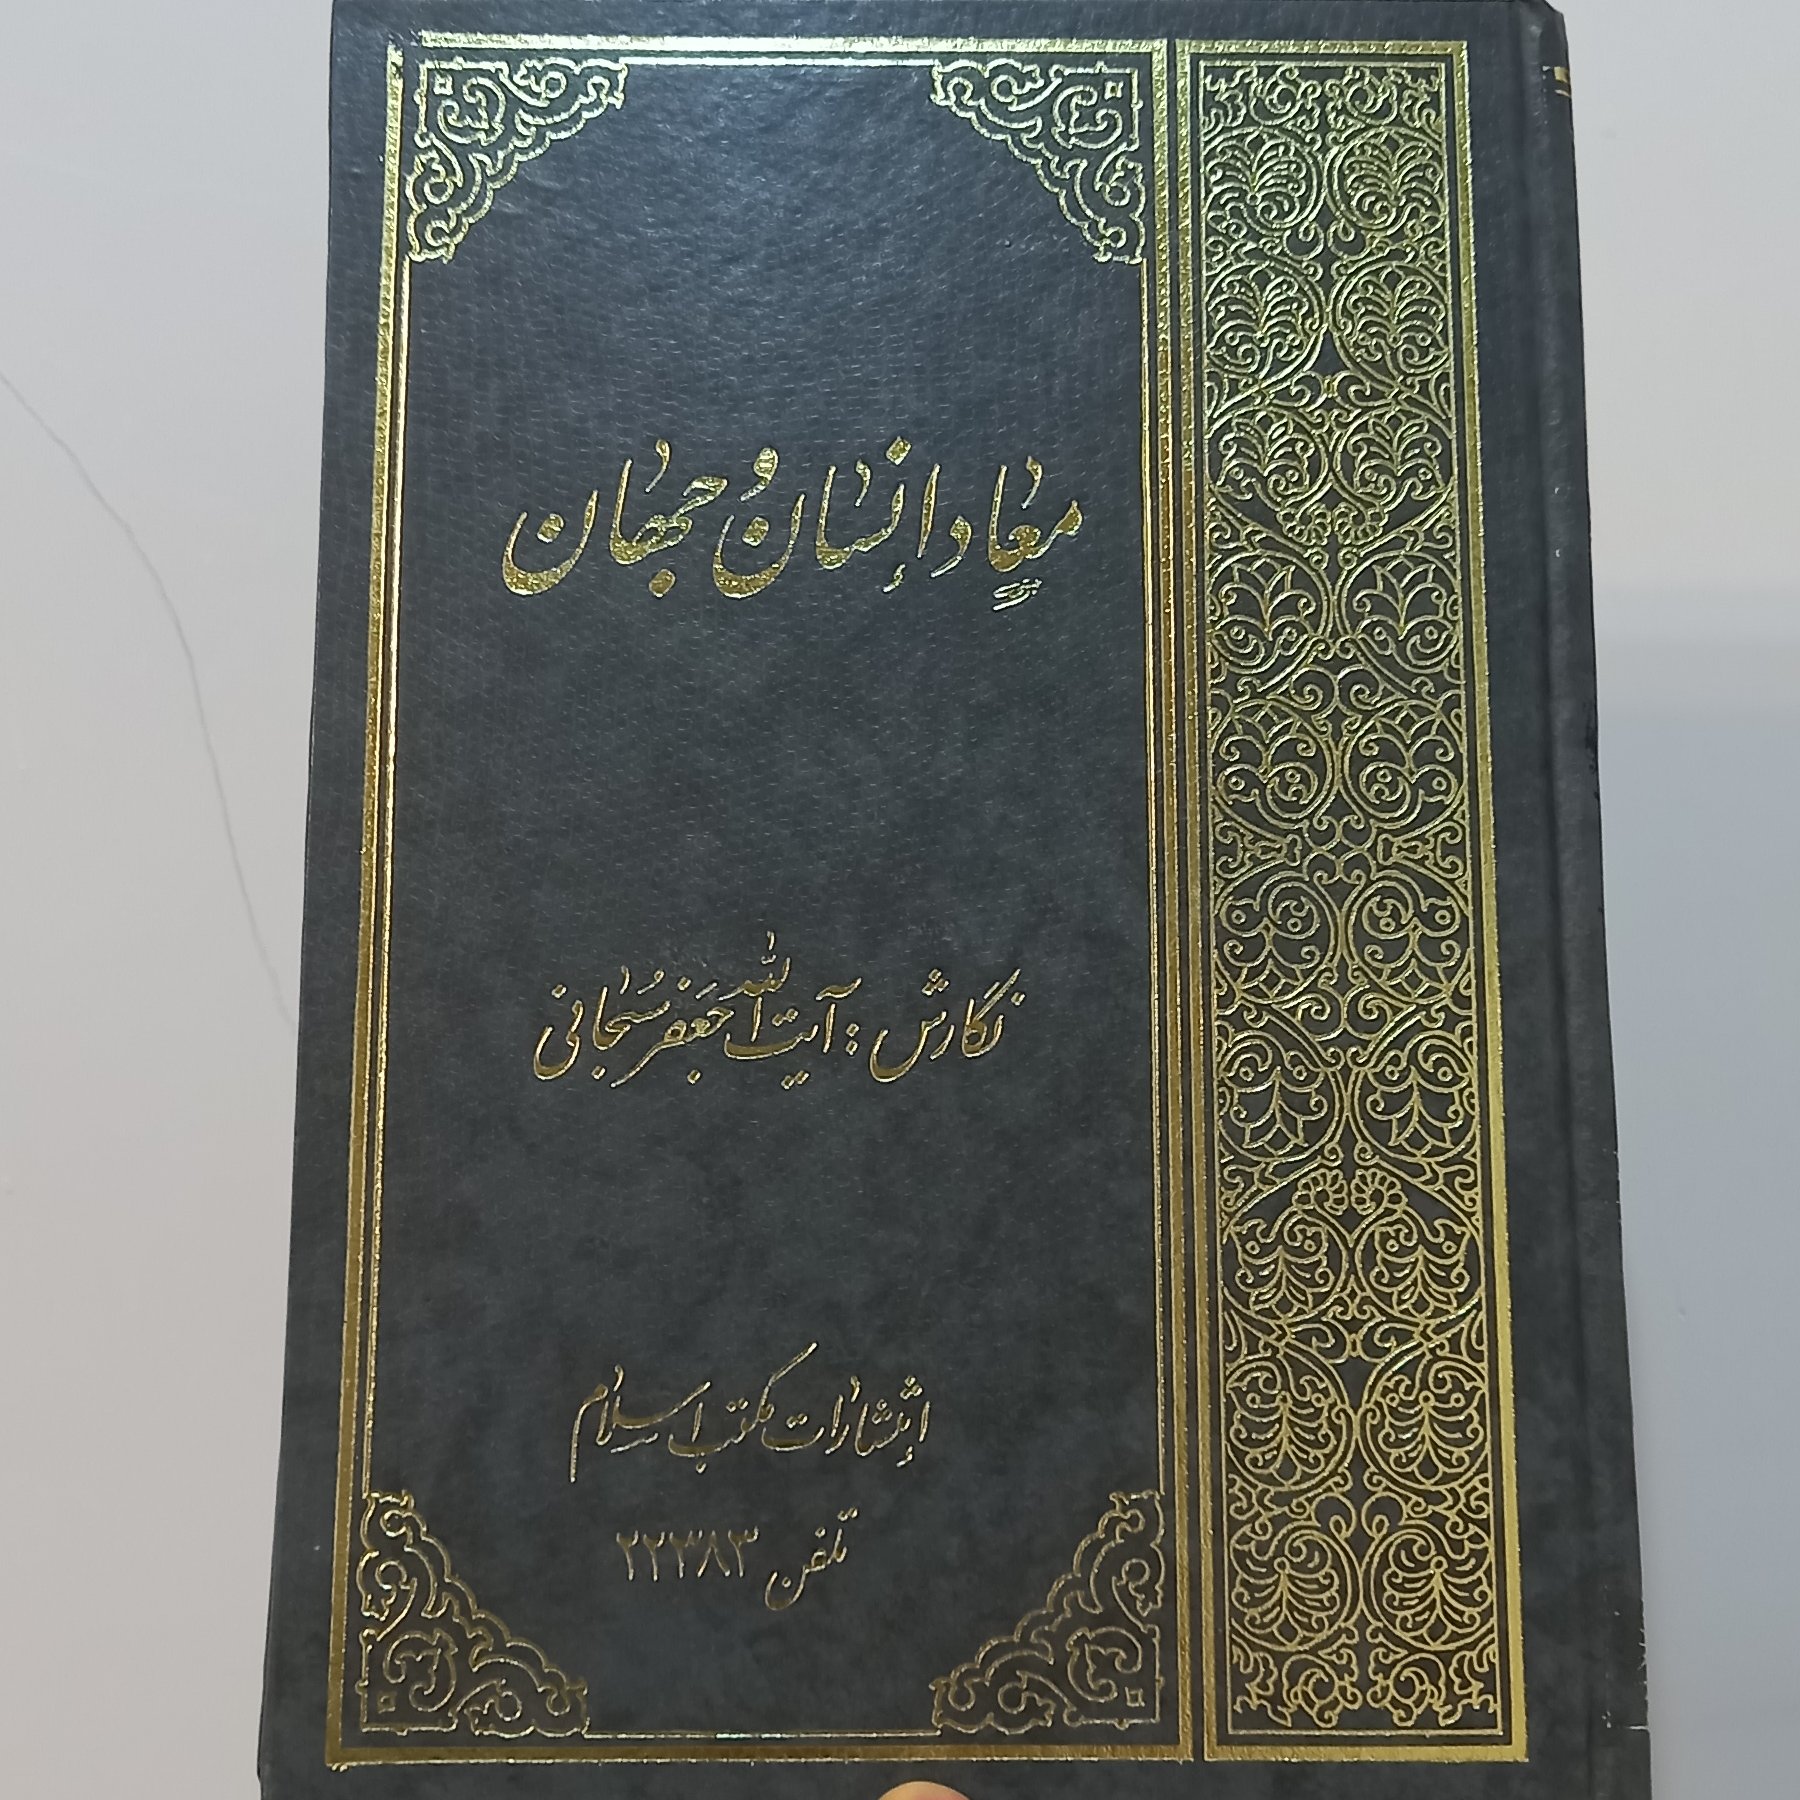 معاد انسان و جهان
نگارش : آیت الله جعفر سبحانی
انتشارات مکتب اسلام
تلفن ۲۲۳۸۳